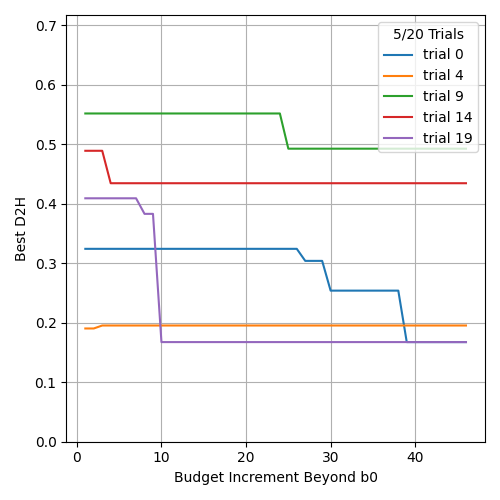 5/20 Trials
trial 0
trial 4
trial 9
trial 14
trial 19
0.7
0.6
0.5
0.4
0.3
0.2
0.1
0.0
Best D2H
0 10 20 30 40
Budget Increment Beyond b0